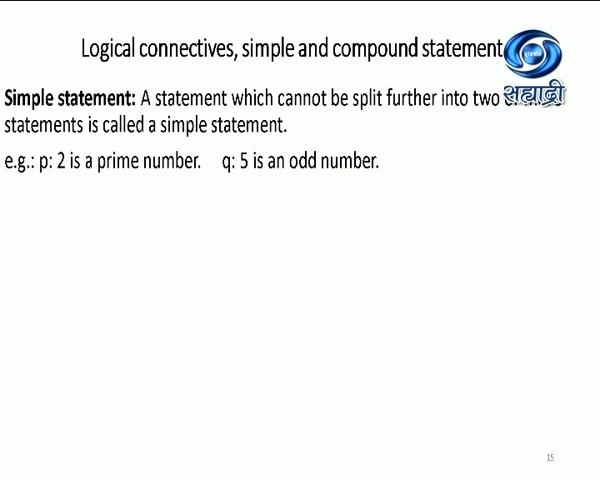 Logical connectives, simple and compound statement
Simple statement: A statement which cannot be split further into two
सह्याद्री
statements is called a simple statement.
e.g.: p: 2 is a prime number. q: 5 is an odd number.
15